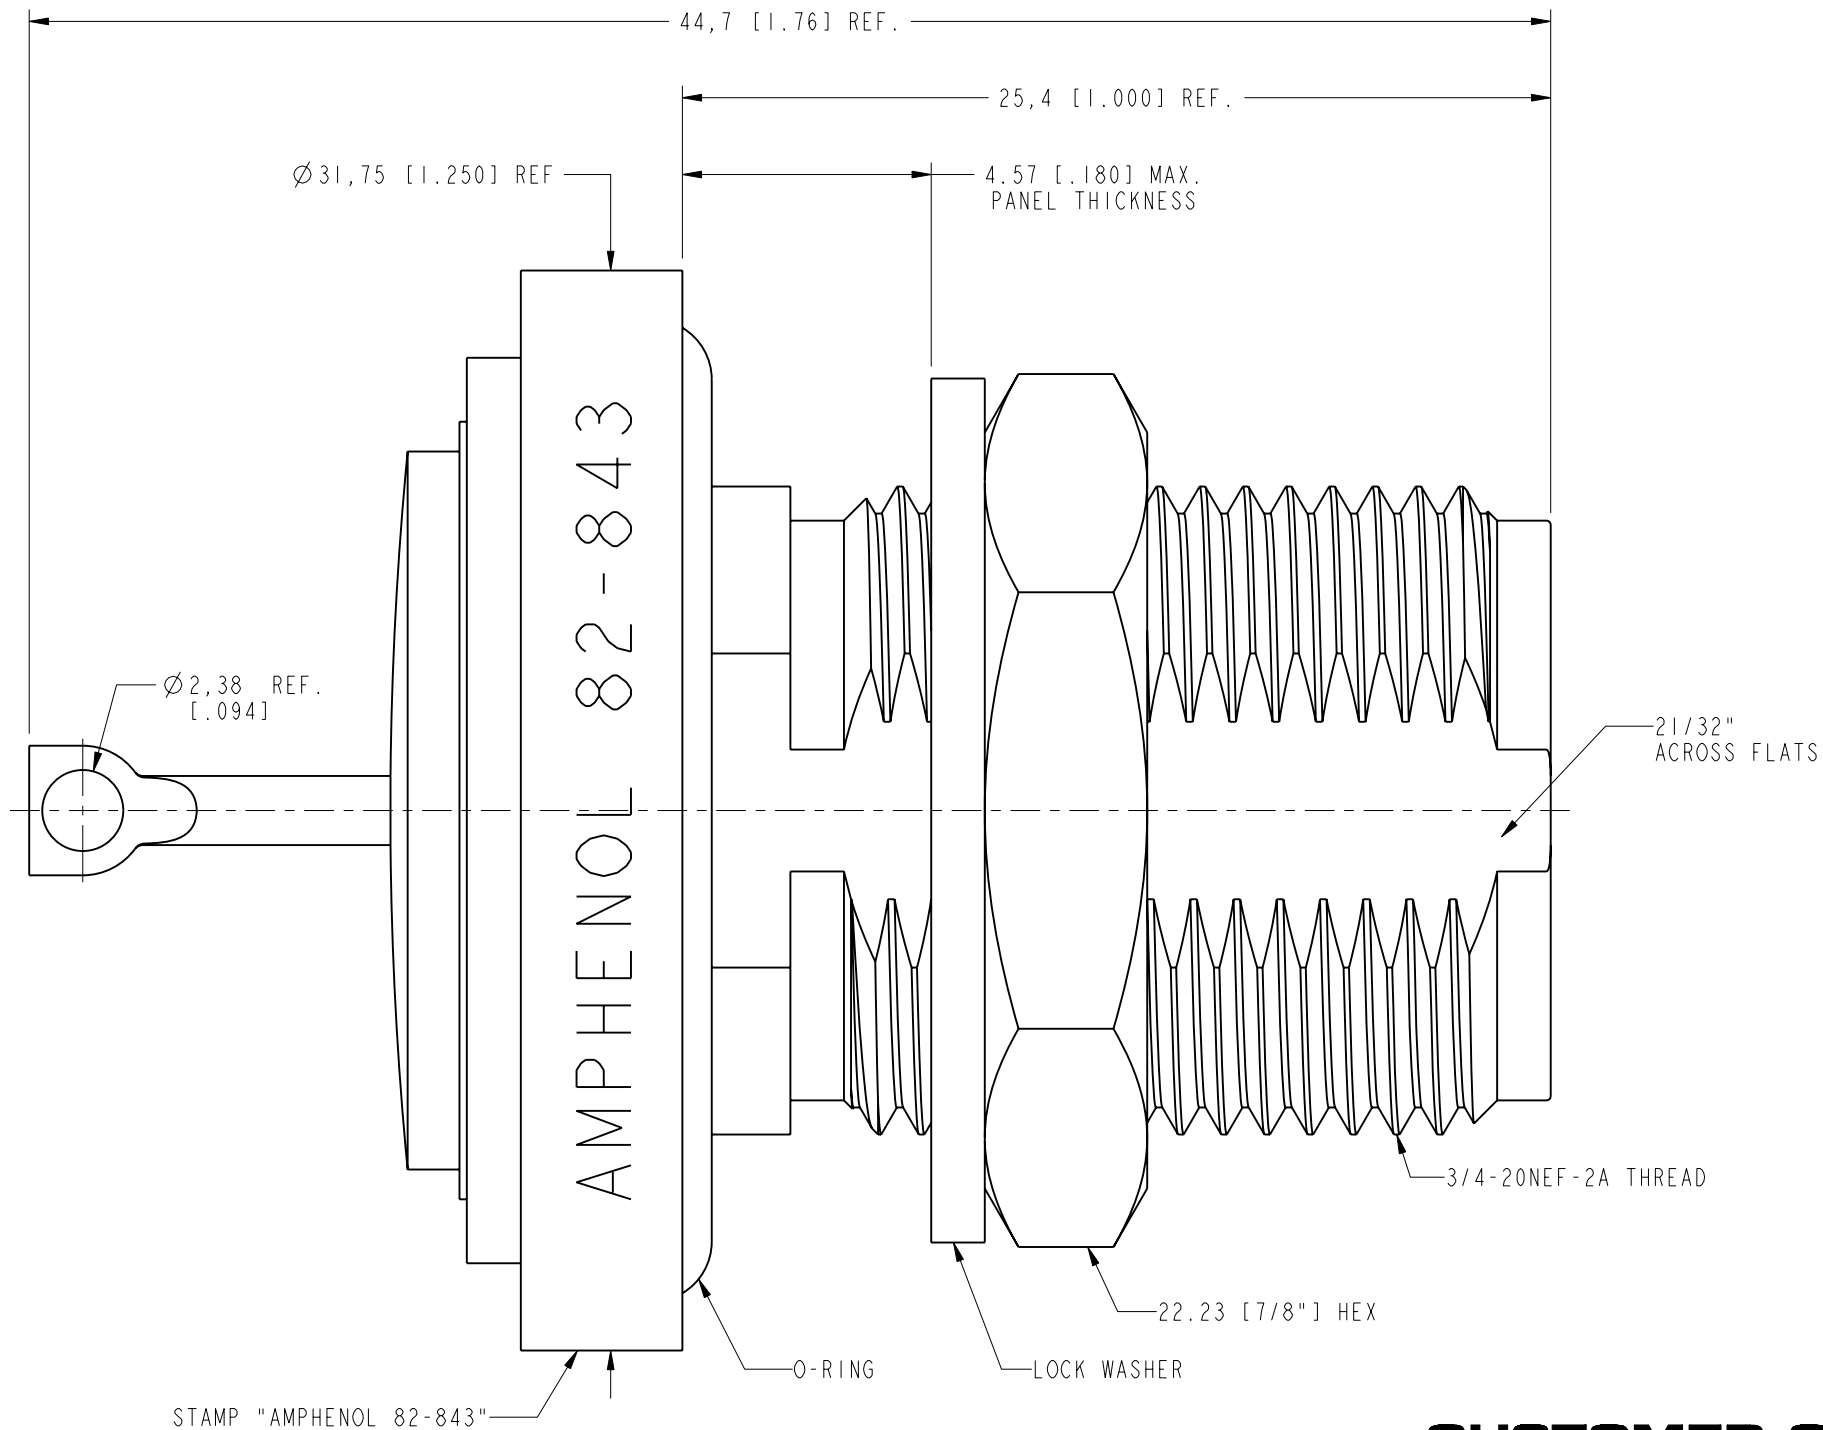 44,7 [1.76] REF.
25,4 [1.000] REF.
Ø31,75 [1.250] REF
4.57 [.180] MAX.
PANEL THICKNESS
AMPHENOL 82-843
Ø2,38 REF.
[.094]
21/32"
ACROSS FLATS
3/4-20NEF-2A THREAD
22.23 [7/8"] HEX
O-RING
LOCK WASHER
STAMP "AMPHENOL 82-843"